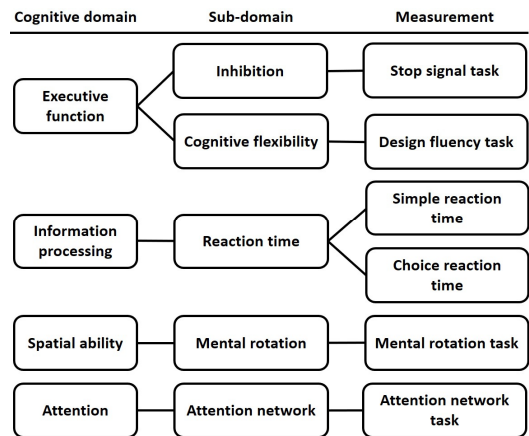 Cognitive domain Sub-domain Measurement
Inhibition Stop signal task
Executive
function
Cognitive flexibility Design fluency task
Simple reaction
time
Information
processing
Reaction time
Choice reaction
time
Spatial ability Mental rotation Mental rotation task
Attention Attention network Attention network
task